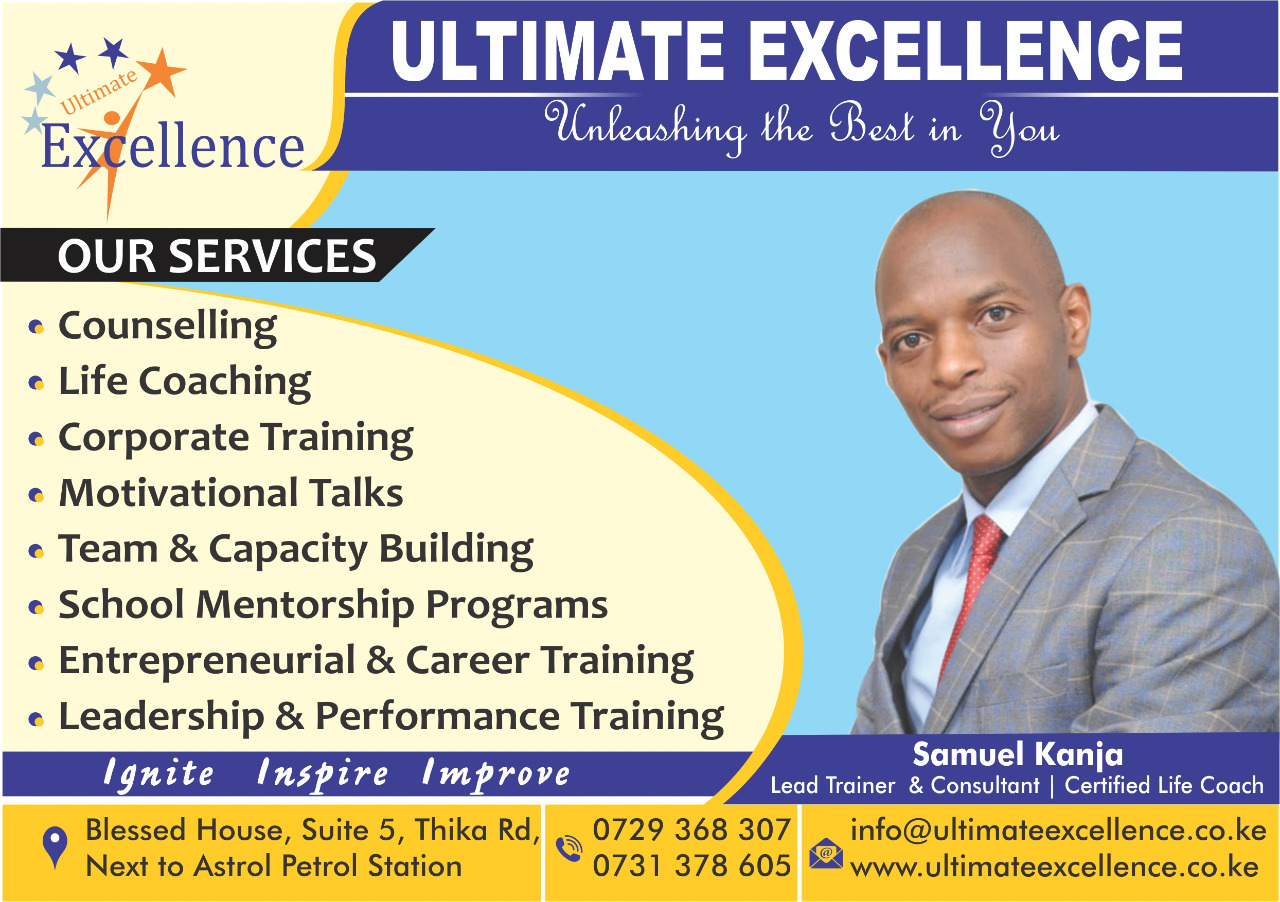 Ultimate
Excellence
ULTIMATE EXCELLENCE
Unleashing the Best in You
OUR SERVICES
Counselling
Life Coaching
Corporate Training
Motivational Talks
Team & Capacity Building
School Mentorship Programs
Entrepreneurial & Career Training
Leadership & Performance Training
Ignite Inspire Improve
Samuel Kanja
Lead Trainer & Consultant | Certified Life Coach
Blessed House, Suite 5, Thika Rd,
Next to Astrol Petrol Station
0729 368 307
0731 378 605
info@ultimateexcellence.co.ke
www.ultimateexcellence.co.ke